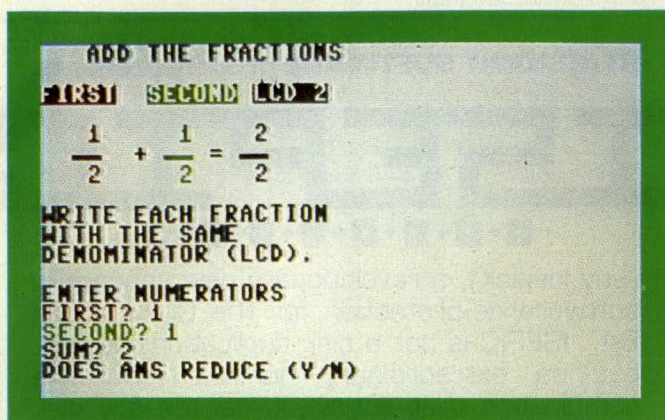 ADD THE FRACTIONS
FIRST SECOND LCD 2
1 1 2
— + — = —
2 2 2
WRITE EACH FRACTION
WITH THE SAME
DENOMINATOR (LCD).
ENTER NUMERATORS
FIRST? 1
SECOND? 1
SUM? 2
DOES ANS REDUCE (Y/N)